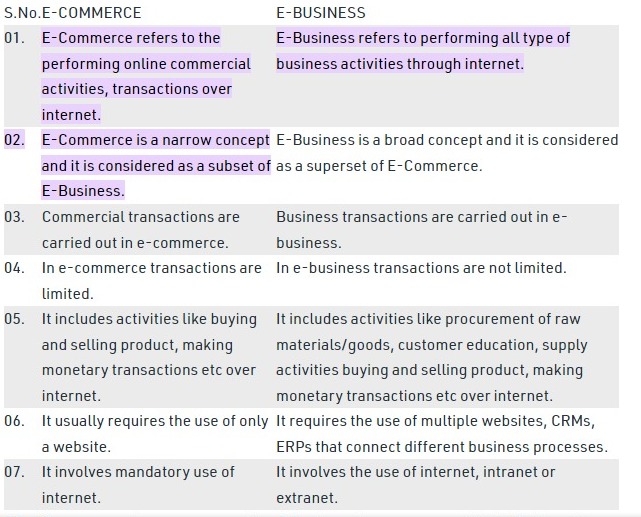 S.No. E-COMMERCE E-BUSINESS
01. E-Commerce refers to the E-Business refers to performing all type of
performing online commercial business activities through internet.
activities, transactions over
internet.
02. E-Commerce is a narrow concept E-Business is a broad concept and it is considered
and it is considered as a subset of as a superset of E-Commerce.
E-Business.
03. Commercial transactions are Business transactions are carried out in e-
carried out in e-commerce. business.
04. In e-commerce transactions are In e-business transactions are not limited.
limited.
05. It includes activities like buying It includes activities like procurement of raw
and selling product, making materials/goods, customer education, supply
monetary transactions etc over activities buying and selling product, making
internet. monetary transactions etc over internet.
06. It usually requires the use of only It requires the use of multiple websites, CRMs,
a website. ERPs that connect different business processes.
07. It involves mandatory use of It involves the use of internet, intranet or
internet. extranet.